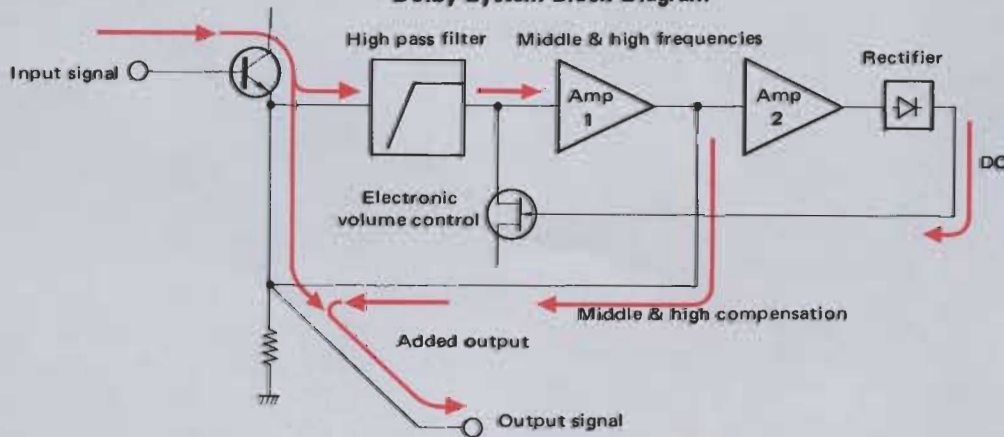 Dolby System Block Diagram
High pass filter
Middle & high frequencies
Rectifier
Input signal
Amp
1
Amp
2
DC
Electronic
volume control
Middle & high compensation
Added output
Output signal